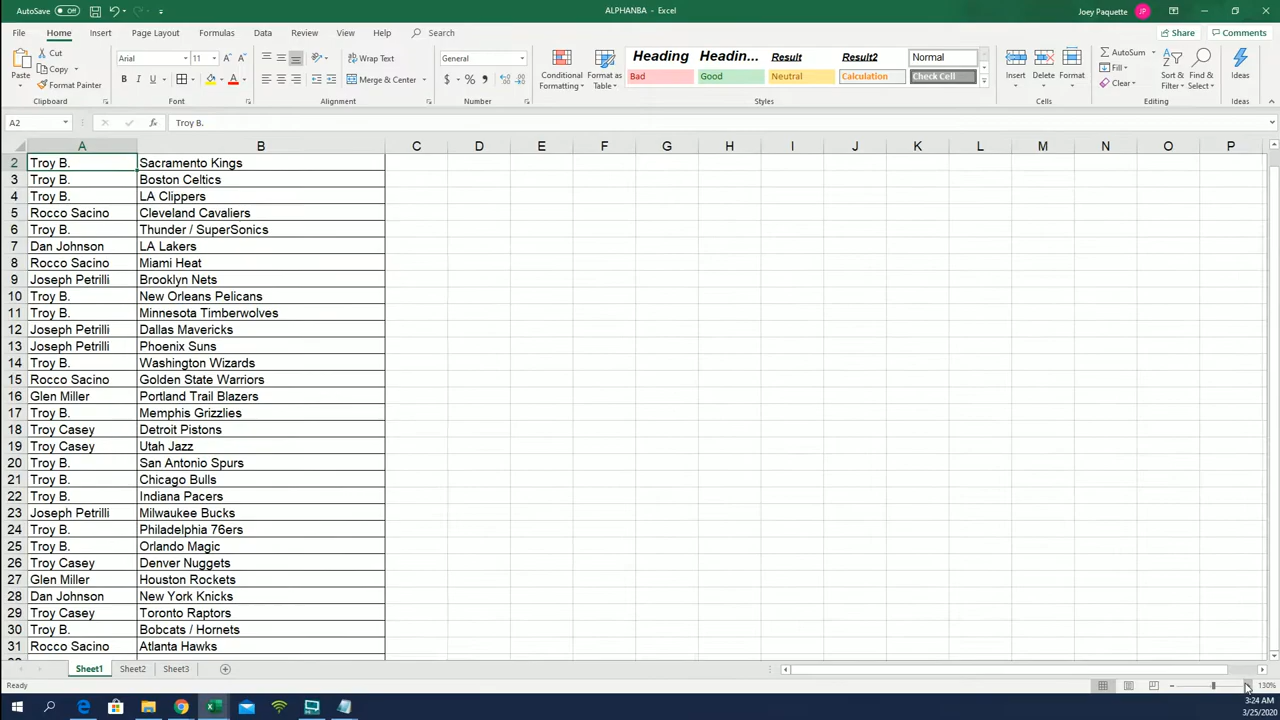 AutoSave Off ALPHANBA - Excel Joey Paquette JP
File Home Insert Page Layout Formulas Data Review View Help Search Share Comments
Paste Cut Copy Format Painter Clipboard
Arial 11 Font
Wrap Text Merge & Center Alignment
General Number
Conditional Formatting Format as Table
Heading Headin... Result Result2 Normal
Bad Good Neutral Calculation Check Cell
Styles
Insert Delete Format Cells
AutoSum Fill Clear Sort & Filter Find & Select Editing
Ideas Ideas
A2 Troy B.
A B C D E F G H I J K L M N O P
2 Troy B. Sacramento Kings
3 Troy B. Boston Celtics
4 Troy B. LA Clippers
5 Rocco Sacino Cleveland Cavaliers
6 Troy B. Thunder / SuperSonics
7 Dan Johnson LA Lakers
8 Rocco Sacino Miami Heat
9 Joseph Petrilli Brooklyn Nets
10 Troy B. New Orleans Pelicans
11 Troy B. Minnesota Timberwolves
12 Joseph Petrilli Dallas Mavericks
13 Joseph Petrilli Phoenix Suns
14 Troy B. Washington Wizards
15 Rocco Sacino Golden State Warriors
16 Glen Miller Portland Trail Blazers
17 Troy B. Memphis Grizzlies
18 Troy Casey Detroit Pistons
19 Troy Casey Utah Jazz
20 Troy B. San Antonio Spurs
21 Troy B. Chicago Bulls
22 Troy B. Indiana Pacers
23 Joseph Petrilli Milwaukee Bucks
24 Troy B. Philadelphia 76ers
25 Troy B. Orlando Magic
26 Troy Casey Denver Nuggets
27 Glen Miller Houston Rockets
28 Dan Johnson New York Knicks
29 Troy Casey Toronto Raptors
30 Troy B. Bobcats / Hornets
31 Rocco Sacino Atlanta Hawks
Sheet1 Sheet2 Sheet3
Ready 130%
3:24 AM
3/25/2020